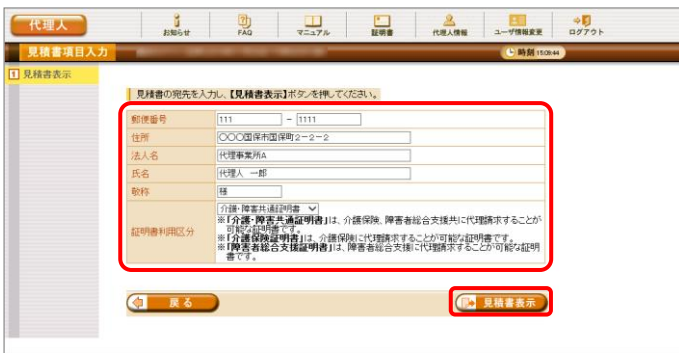 代理人
お知らせ
FAQ
マニュアル
証明書
代理人情報
ユーザ情報変更
ログアウト
見積書項目入力
時刻 15:09:44
1 見積書表示
見積書の宛先を入力し、【見積書表示】ボタンを押してください。
郵便番号 111 - 1111
住所 〇〇〇国保市国保町2-2-2
法人名 代理事業所A
氏名 代理人 一郎
敬称 様
証明書利用区分 介護・障害共通証明書
※「介護・障害共通証明書」は、介護保険、障害者総合支援共に代理請求することが
可能な証明書です。
※「介護保険証明書」は、介護保険に代理請求することが可能な証明書です。
※「障害者総合支援証明書」は、障害者総合支援に代理請求することが可能な証明
書です。
戻る
見積書表示